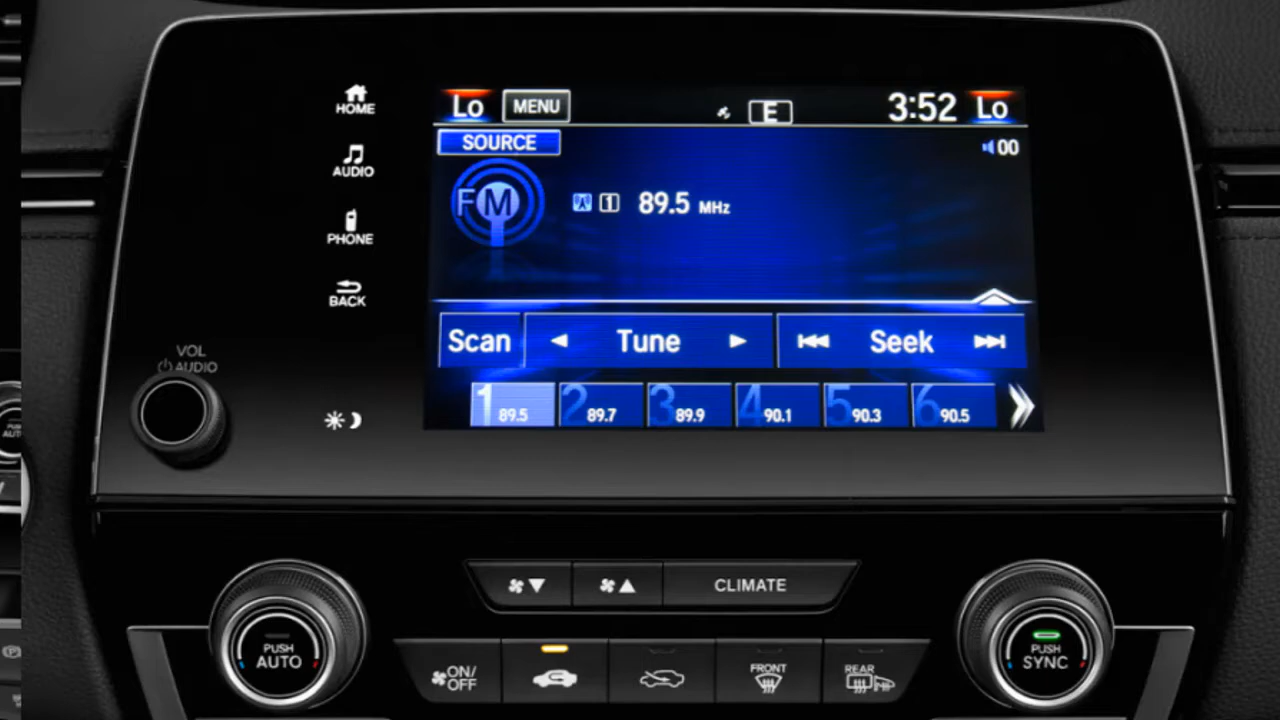 HOME
Lo MENU E 3:52 Lo
SOURCE
00
AUDIO
FM 1 89.5 MHz
PHONE
BACK
Scan Tune Seek
VOL
AUDIO
1 89.5 2 89.7 3 89.9 4 90.1 5 90.3 6 90.5
CLIMATE
PUSH
AUTO
ON/
OFF
FRONT
REAR
PUSH
SYNC